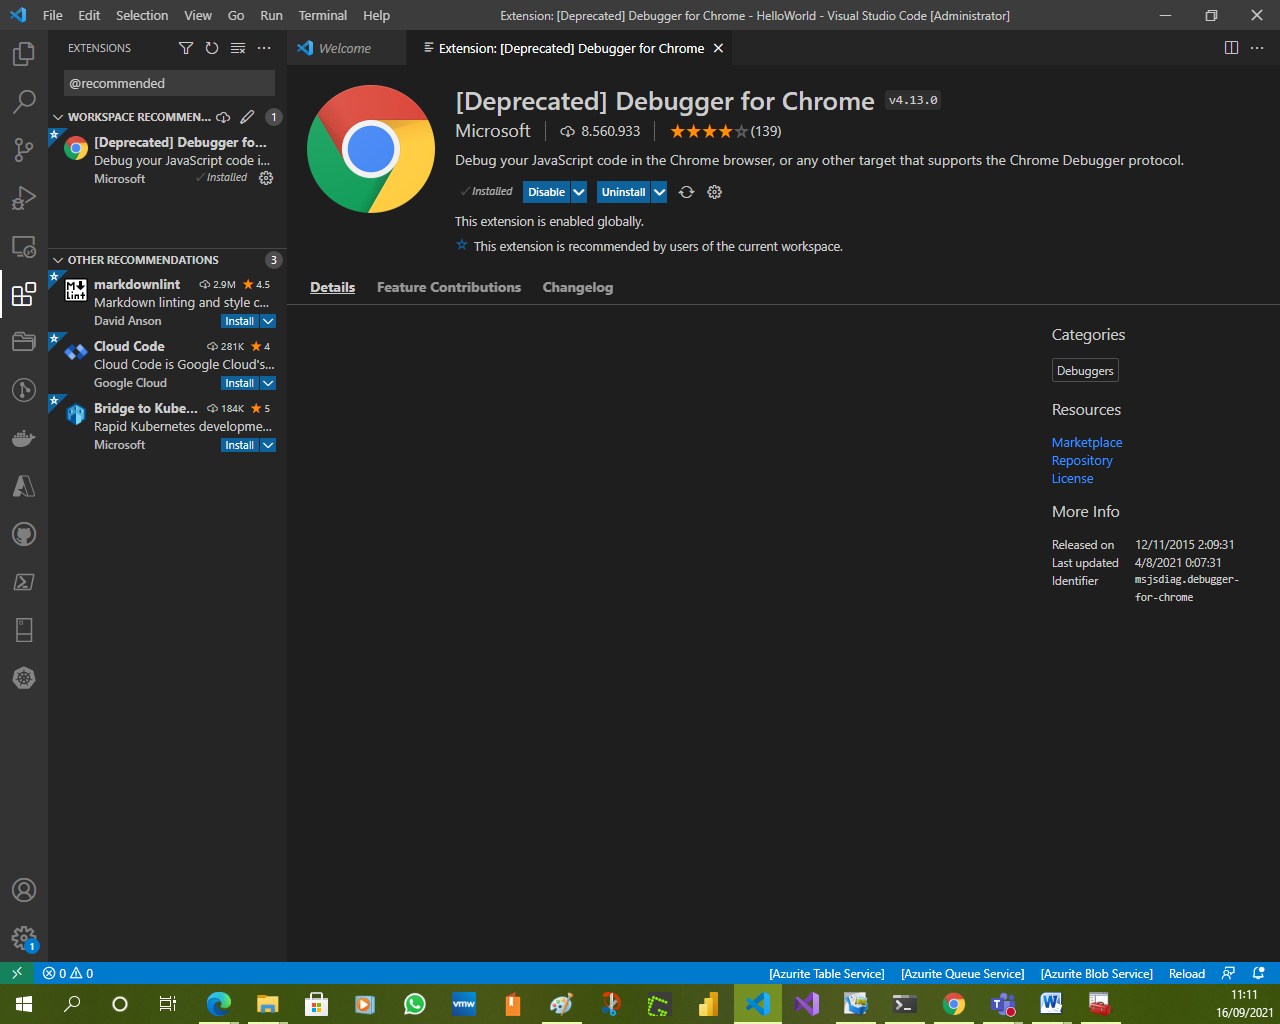 File Edit Selection View Go Run Terminal Help
Extension: [Deprecated] Debugger for Chrome - HelloWorld - Visual Studio Code [Administrator]
EXTENSIONS
@recommended
WORKSPACE RECOMMEN... 1
[Deprecated] Debugger fo...
Debug your JavaScript code i...
Microsoft Installed
OTHER RECOMMENDATIONS 3
markdownlint 2.9M 4.5
Markdown linting and style c...
David Anson Install
Cloud Code 281K 4
Cloud Code is Google Cloud's...
Google Cloud Install
Bridge to Kube... 184K 5
Rapid Kubernetes developme...
Microsoft Install
Welcome
Extension: [Deprecated] Debugger for Chrome
[Deprecated] Debugger for Chrome v4.13.0
Microsoft 8.560.933 (139)
Debug your JavaScript code in the Chrome browser, or any other target that supports the Chrome Debugger protocol.
Installed Disable Uninstall
This extension is enabled globally.
This extension is recommended by users of the current workspace.
Details Feature Contributions Changelog
Categories
Debuggers
Resources
Marketplace
Repository
License
More Info
Released on 12/11/2015 2:09:31
Last updated 4/8/2021 0:07:31
Identifier msjsdiag.debugger-
for-chrome
1
0 0 [Azurite Table Service] [Azurite Queue Service] [Azurite Blob Service] Reload
vmw
11:11
16/09/2021